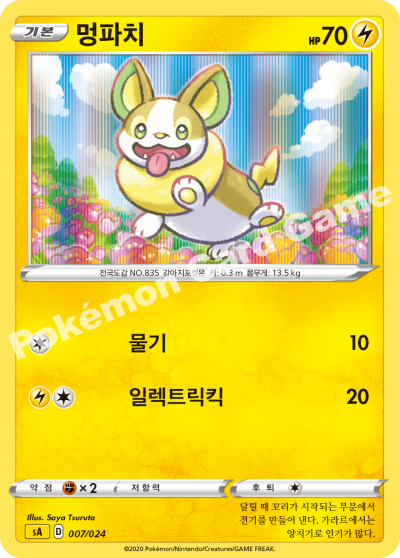 기본 멍파치 HP 70
전국도감 NO.835 강아지포켓몬 키: 0.3 m 몸무게: 13.5 kg
Pokémon Card Game
물기 10
일렉트릭킥 20
약점 ×2 저항력 후퇴
Illus. Saya Tsuruta
sA D 007/024
달릴 때 꼬리가 시작되는 부분에서
전기를 만들어 낸다. 가라르에서는
양치기로 인기가 많다.
©2020 Pokémon/Nintendo/Creatures/GAME FREAK.